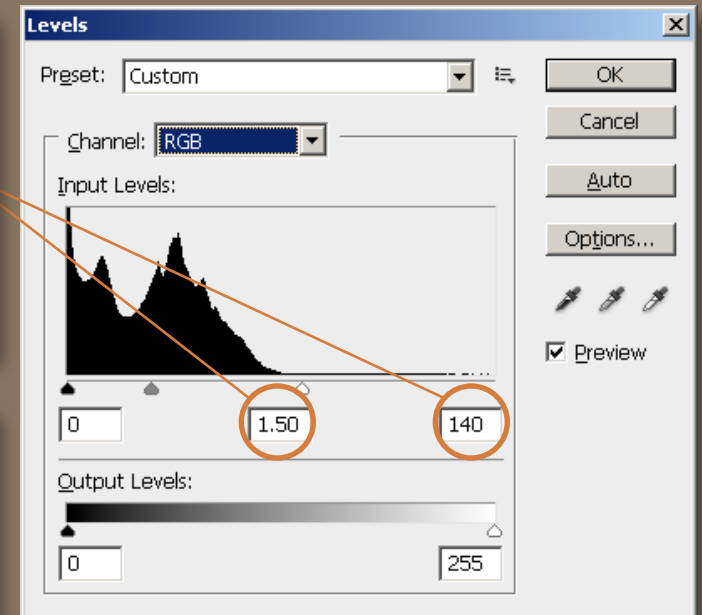 Levels
Preset: Custom
OK
Cancel
Channel: RGB
Auto
Input Levels:
Options...
Preview
0 1.50 140
Output Levels:
0 255